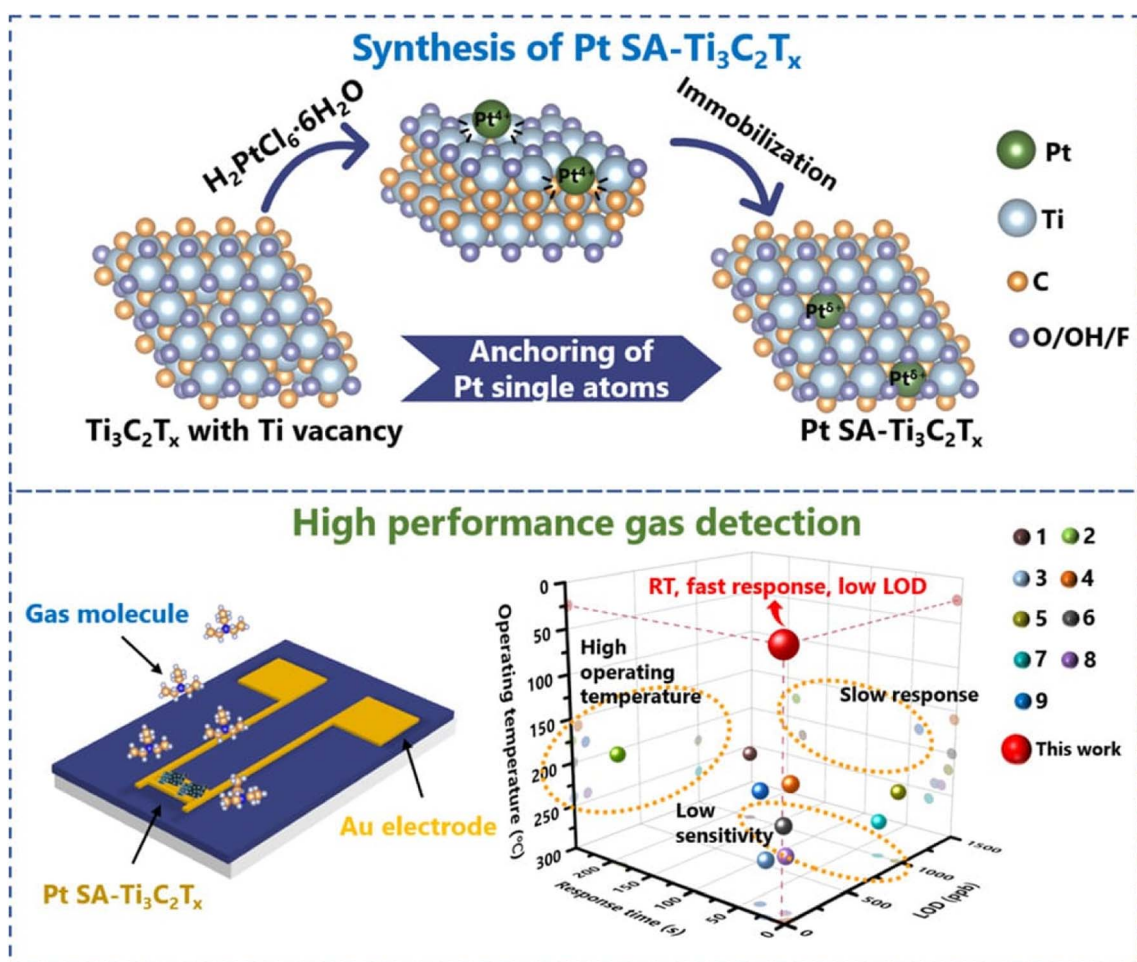 Synthesis of Pt SA-Ti₃C₂Tₓ
H₂PtCl₆·6H₂O
Pt⁴⁺
Pt⁴⁺
Immobilization
Pt
Ti
C
O/OH/F
Ptᵟ⁺
Ptᵟ⁺
Anchoring of
Pt single atoms
Ti₃C₂Tₓ with Ti vacancy
Pt SA-Ti₃C₂Tₓ
High performance gas detection
Gas molecule
Au electrode
Pt SA-Ti₃C₂Tₓ
RT, fast response, low LOD
High
operating
temperature
Slow response
Low
sensitivity
Operating temperature (°C)
0
50
100
150
200
250
300
Response time (s)
200
150
100
50
0
LOD (ppb)
0
500
1000
1500
1 2
3 4
5 6
7 8
9
This work